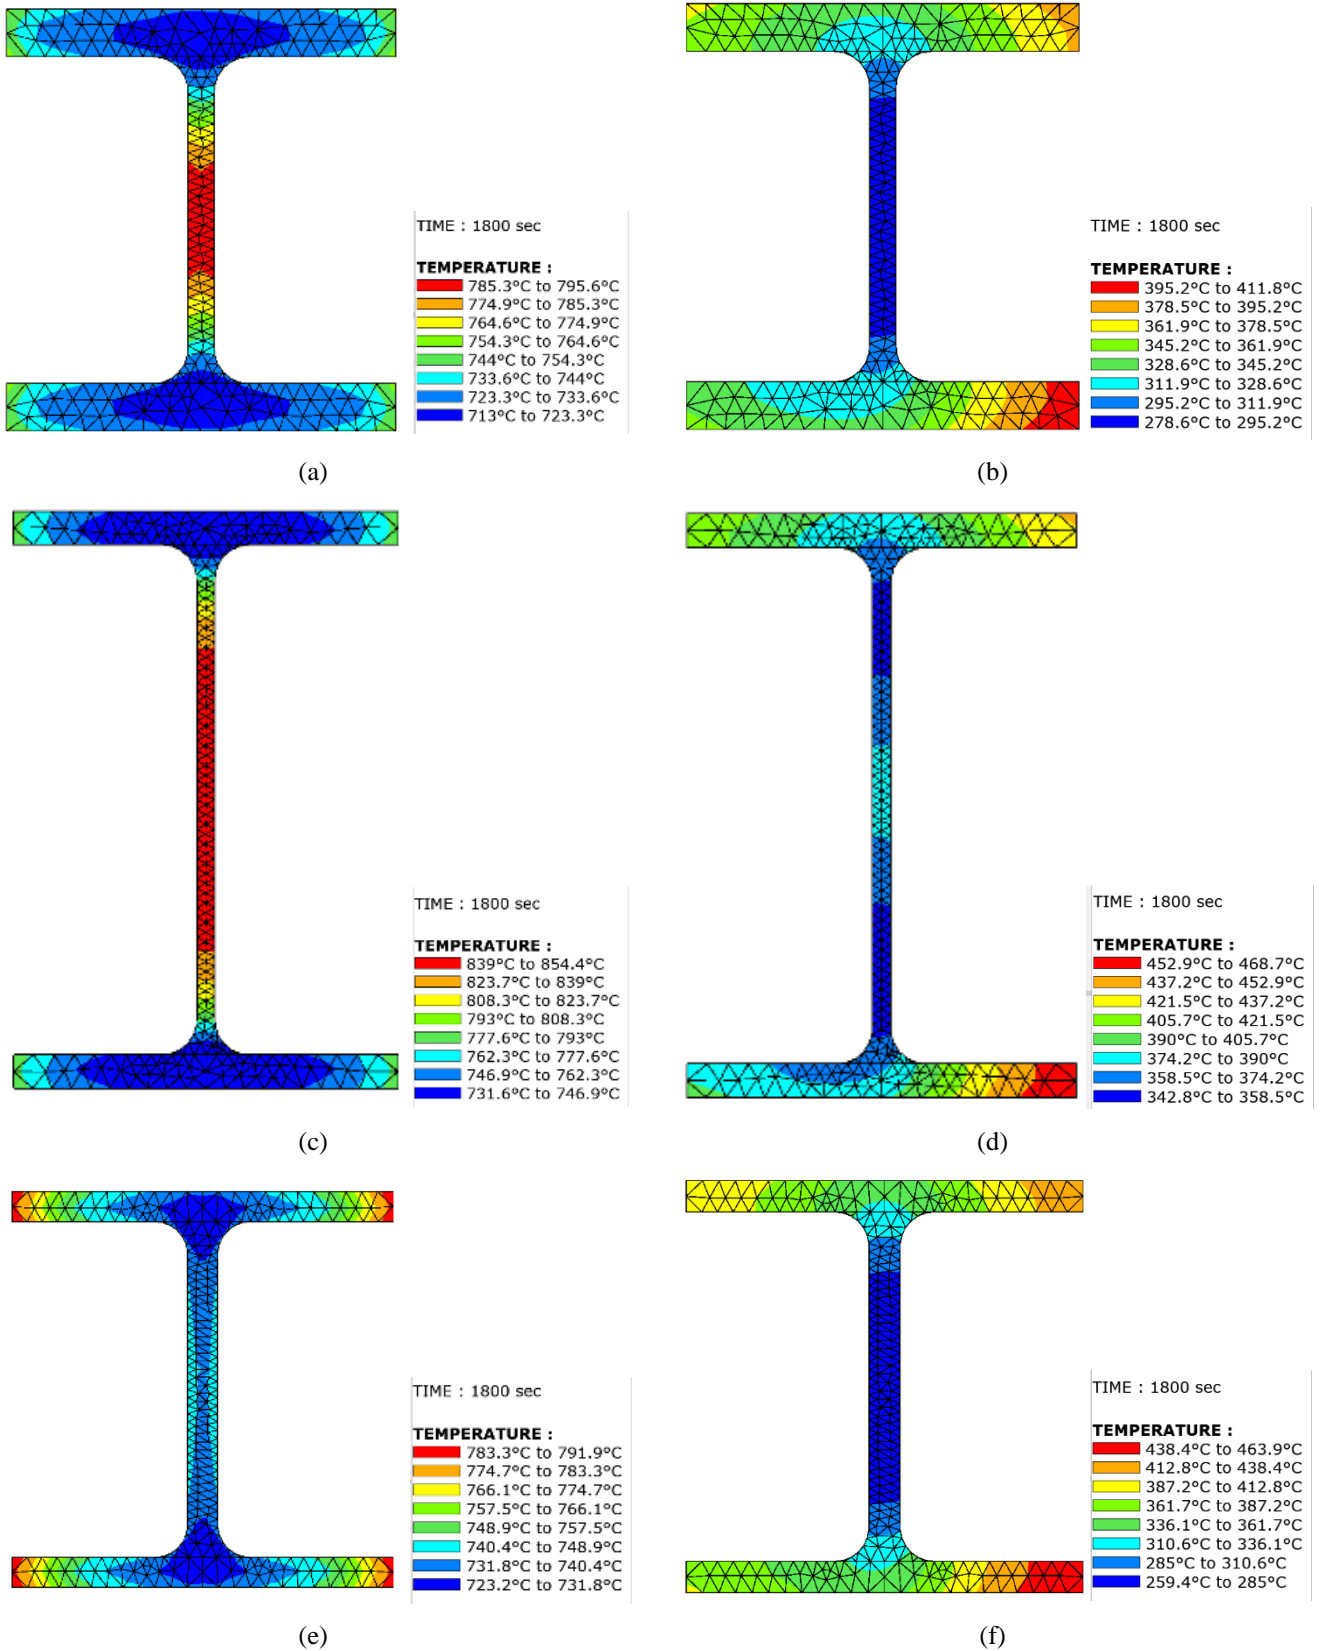 TIME : 1800 sec
TEMPERATURE :
785.3°C to 795.6°C
774.9°C to 785.3°C
764.6°C to 774.9°C
754.3°C to 764.6°C
744°C to 754.3°C
733.6°C to 744°C
723.3°C to 733.6°C
713°C to 723.3°C
(a)
TIME : 1800 sec
TEMPERATURE :
395.2°C to 411.8°C
378.5°C to 395.2°C
361.9°C to 378.5°C
345.2°C to 361.9°C
328.6°C to 345.2°C
311.9°C to 328.6°C
295.2°C to 311.9°C
278.6°C to 295.2°C
(b)
TIME : 1800 sec
TEMPERATURE :
839°C to 854.4°C
823.7°C to 839°C
808.3°C to 823.7°C
793°C to 808.3°C
777.6°C to 793°C
762.3°C to 777.6°C
746.9°C to 762.3°C
731.6°C to 746.9°C
(c)
TIME : 1800 sec
TEMPERATURE :
452.9°C to 468.7°C
437.2°C to 452.9°C
421.5°C to 437.2°C
405.7°C to 421.5°C
390°C to 405.7°C
374.2°C to 390°C
358.5°C to 374.2°C
342.8°C to 358.5°C
(d)
TIME : 1800 sec
TEMPERATURE :
783.3°C to 791.9°C
774.7°C to 783.3°C
766.1°C to 774.7°C
757.5°C to 766.1°C
748.9°C to 757.5°C
740.4°C to 748.9°C
731.8°C to 740.4°C
723.2°C to 731.8°C
(e)
TIME : 1800 sec
TEMPERATURE :
438.4°C to 463.9°C
412.8°C to 438.4°C
387.2°C to 412.8°C
361.7°C to 387.2°C
336.1°C to 361.7°C
310.6°C to 336.1°C
285°C to 310.6°C
259.4°C to 285°C
(f)